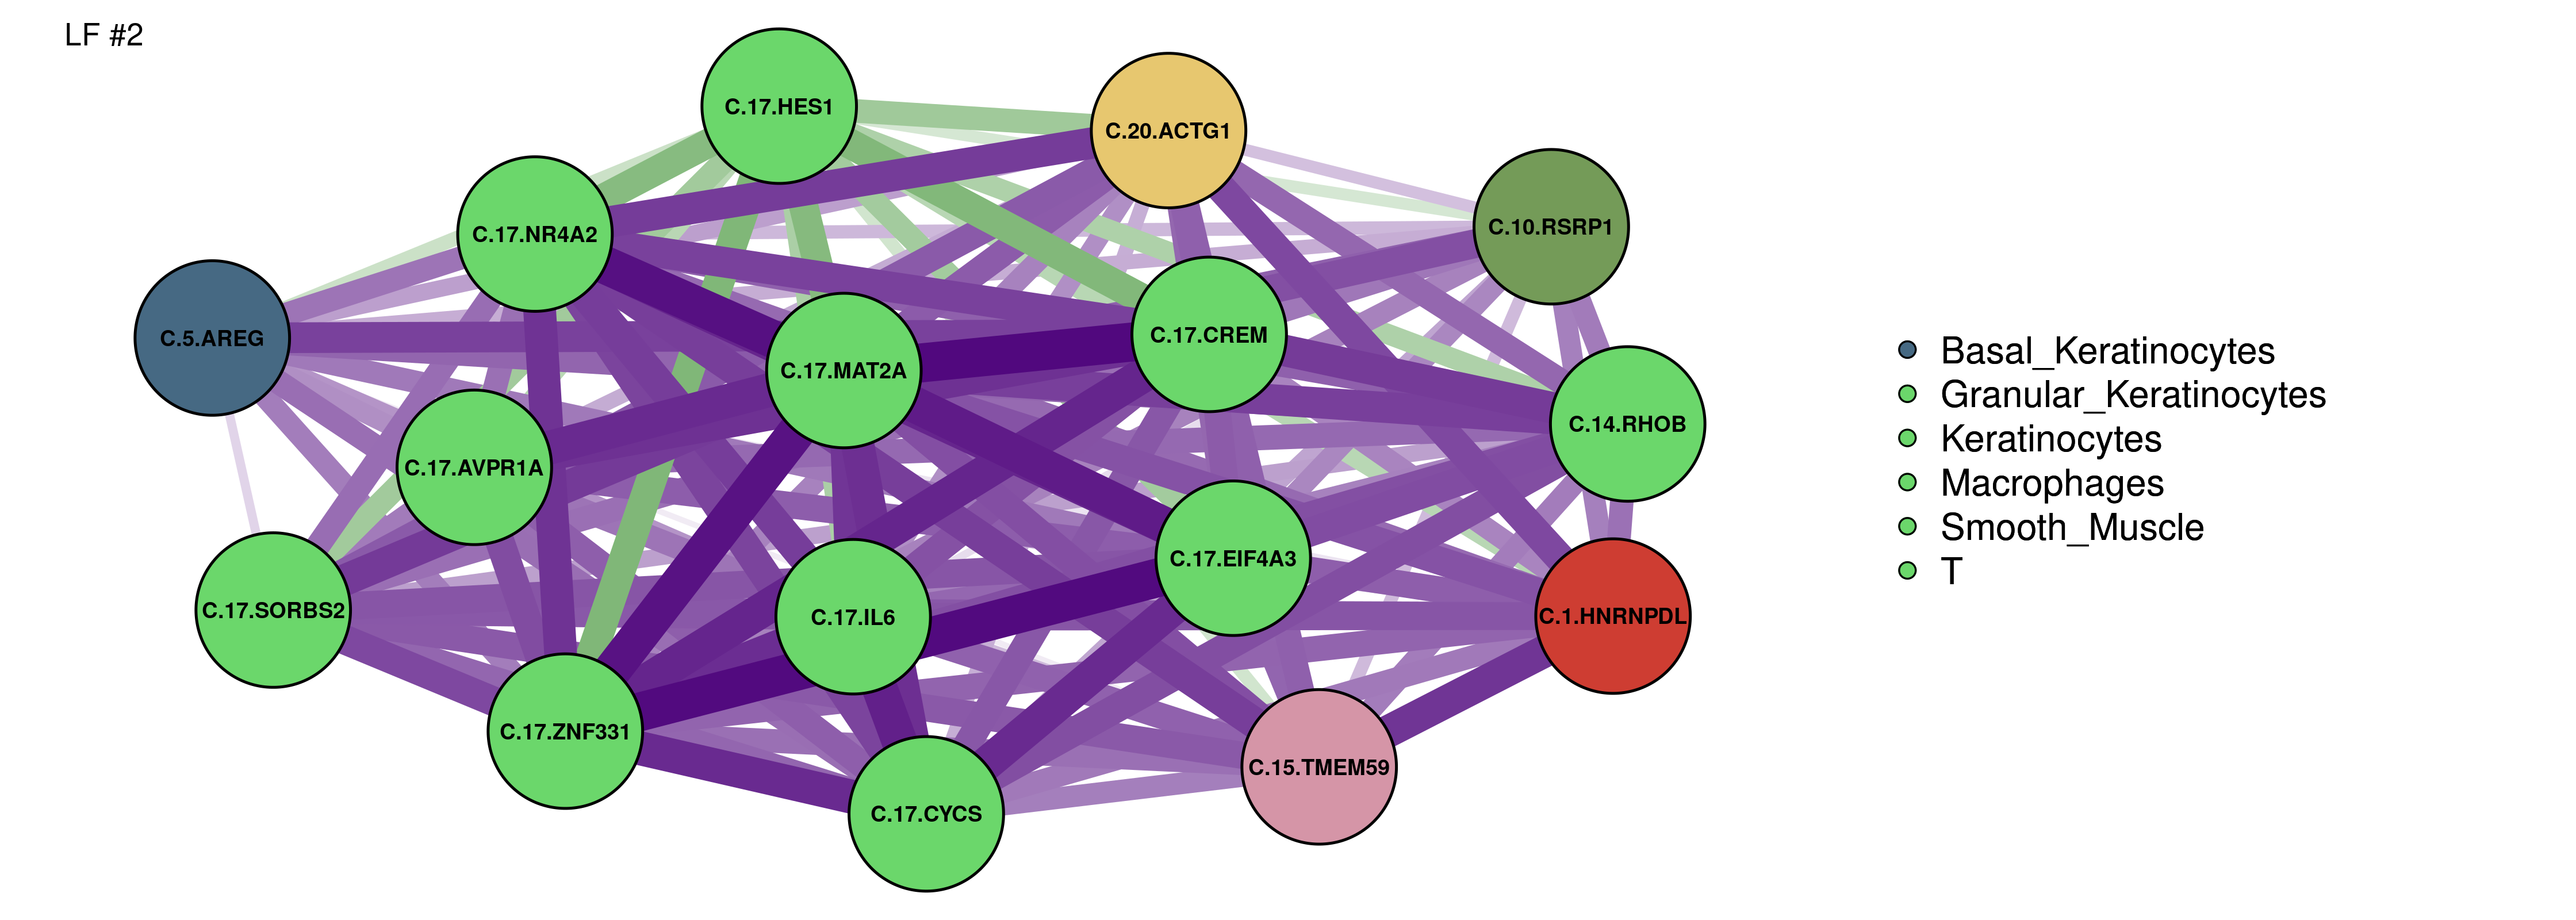 LF #2
C.17.HES1
C.20.ACTG1
C.10.RSRP1
C.17.NR4A2
C.5.AREG
C.17.CREM
C.17.MAT2A
C.14.RHOB
C.17.AVPR1A
C.17.EIF4A3
C.17.SORBS2
C.17.IL6
C.1.HNRNPDL
C.17.ZNF331
C.15.TMEM59
C.17.CYCS
Basal_Keratinocytes
Granular_Keratinocytes
Keratinocytes
Macrophages
Smooth_Muscle
T